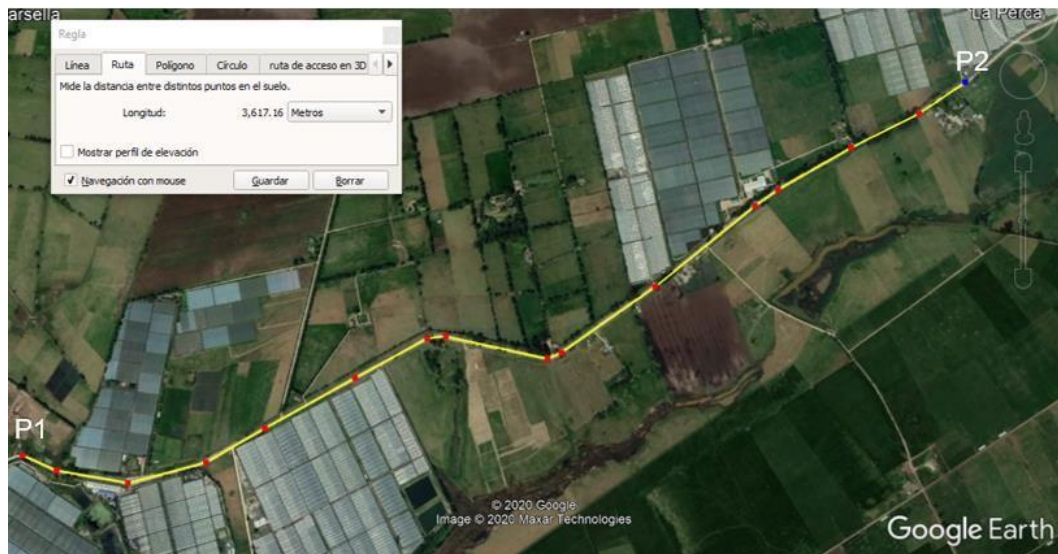 arsella
La Perca
Regla
Línea Ruta Polígono Círculo ruta de acceso en 3D
Mide la distancia entre distintos puntos en el suelo.
Longitud: 3,617.16 Metros
Mostrar perfil de elevación
Navegación con mouse Guardar Borrar
P2
P1
© 2020 Google
Image © 2020 Maxar Technologies
Google Earth